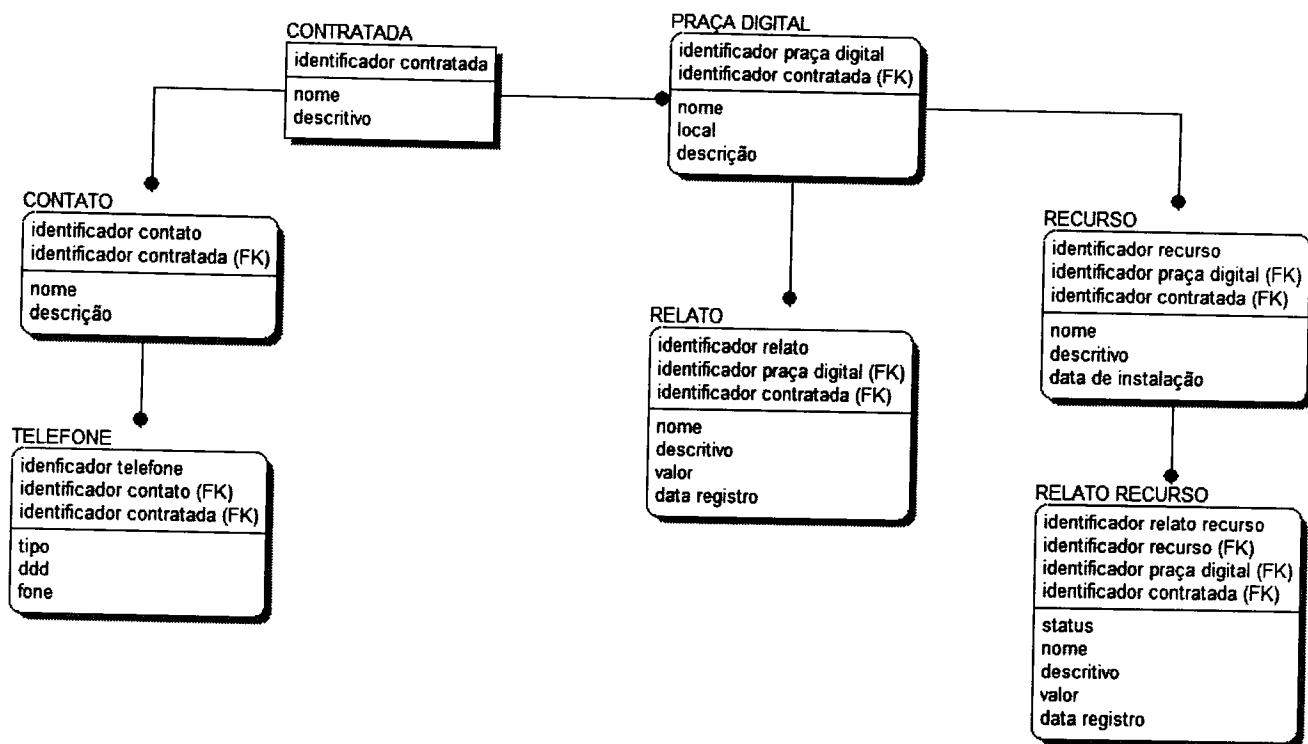 CONTRATADA
identificador contratada
nome
descritivo
PRAÇA DIGITAL
identificador praça digital
identificador contratada (FK)
nome
local
descrição
CONTATO
identificador contato
identificador contratada (FK)
nome
descrição
RELATO
identificador relato
identificador praça digital (FK)
identificador contratada (FK)
nome
descritivo
valor
data registro
RECURSO
identificador recurso
identificador praça digital (FK)
identificador contratada (FK)
nome
descritivo
data de instalação
TELEFONE
idenficador telefone
identificador contato (FK)
identificador contratada (FK)
tipo
ddd
fone
RELATO RECURSO
identificador relato recurso
identificador recurso (FK)
identificador praça digital (FK)
identificador contratada (FK)
status
nome
descritivo
valor
data registro